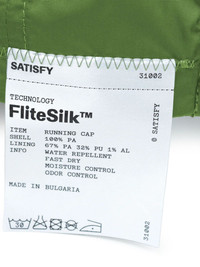 SATISFY 31002
TECHNOLOGY
FliteSilk™
ITEM RUNNING CAP
SHELL 100% PA
LINING 67% PA 32% PU 1% AL
INFO WATER REPELLENT
FAST DRY
MOISTURE CONTROL
ODOR CONTROL
MADE IN BULGARIA
30
© SATISFY
31002